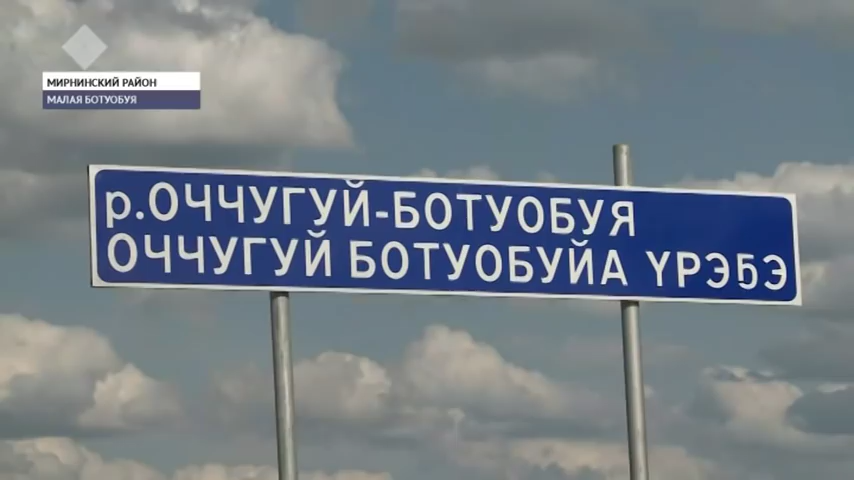 МИРНИНСКИЙ РАЙОН
МАЛАЯ БОТУОБУЯ
р.ОЧЧУГУЙ-БОТУОБУЯ
ОЧЧУГУЙ БОТУОБУЙА ҮРЭҔЭ